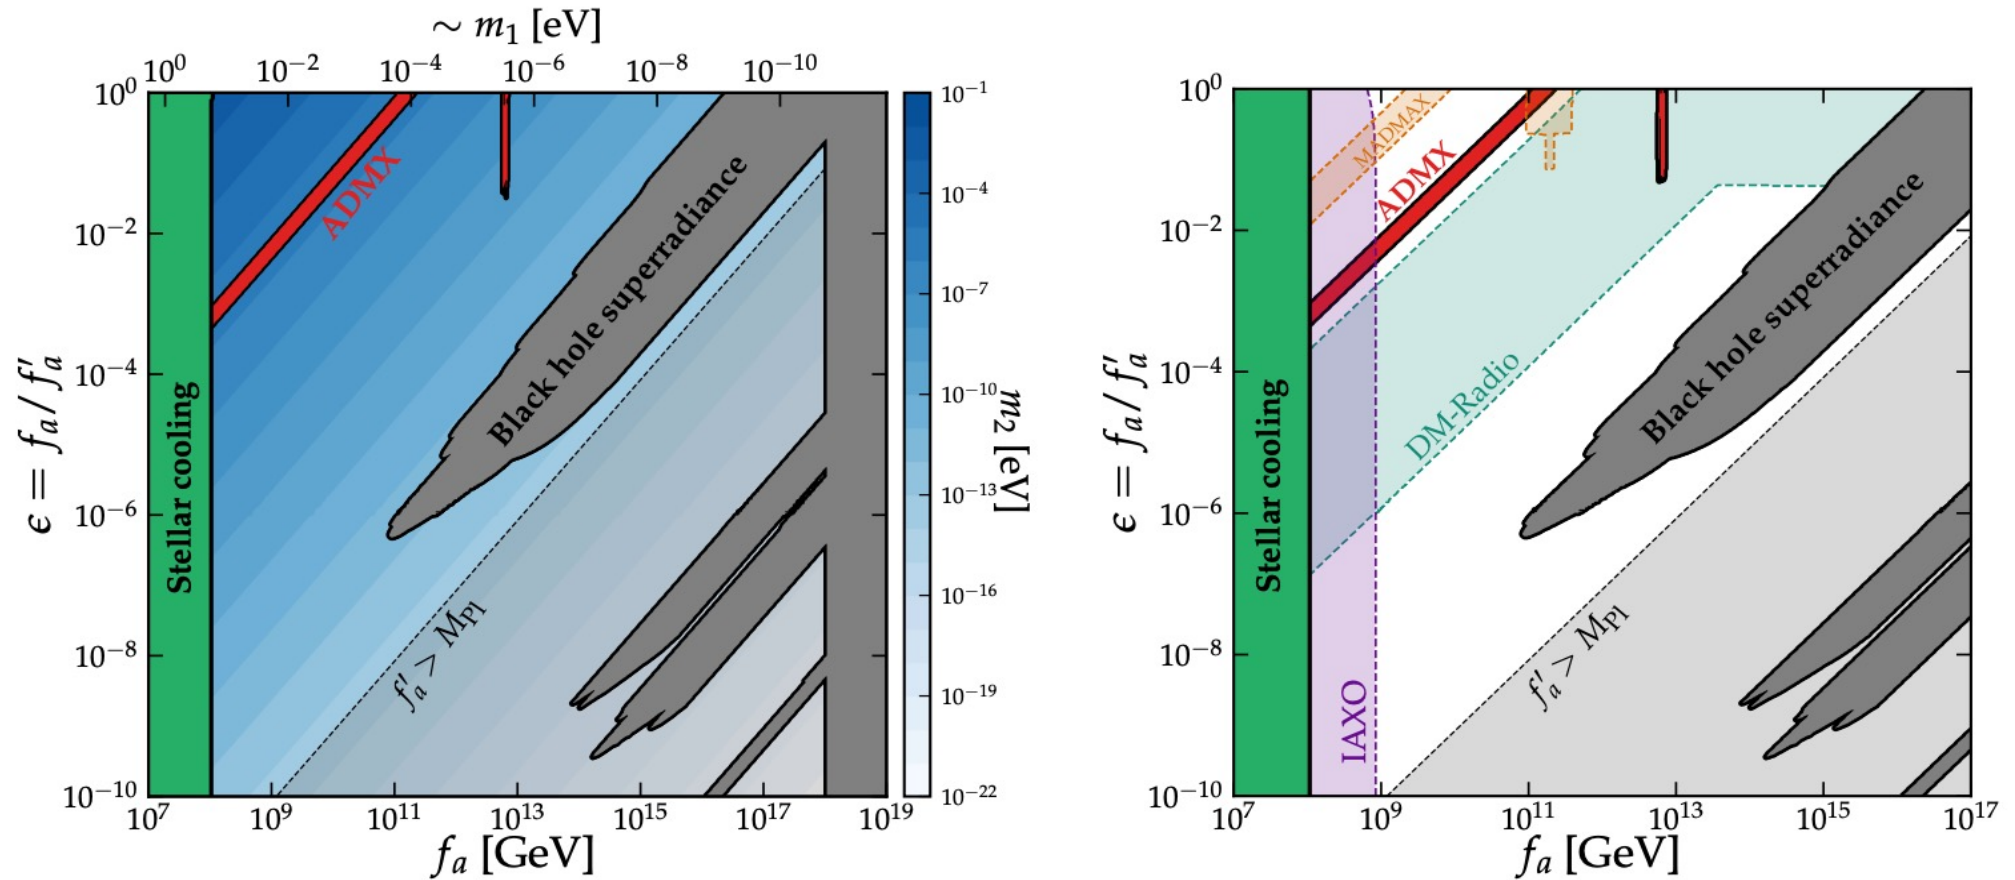 ∼ m₁ [eV]
10⁰ 10⁻² 10⁻⁴ 10⁻⁶ 10⁻⁸ 10⁻¹⁰
10⁰
10⁻²
10⁻⁴
10⁻⁶
10⁻⁸
10⁻¹⁰
ϵ = fₐ/fₐ′
Stellar cooling
ADMX
Black hole superradiance
fₐ′ > M_Pl
10⁷ 10⁹ 10¹¹ 10¹³ 10¹⁵ 10¹⁷ 10¹⁹
fₐ [GeV]
10⁻¹
10⁻⁴
10⁻⁷
10⁻¹⁰
10⁻¹³
10⁻¹⁶
10⁻¹⁹
10⁻²²
m₂ [eV]
10⁰
10⁻²
10⁻⁴
10⁻⁶
10⁻⁸
10⁻¹⁰
ϵ = fₐ/fₐ′
Stellar cooling
IAXO
MADMAX
ADMX
DM-Radio
Black hole superradiance
fₐ′ > M_Pl
10⁷ 10⁹ 10¹¹ 10¹³ 10¹⁵ 10¹⁷
fₐ [GeV]